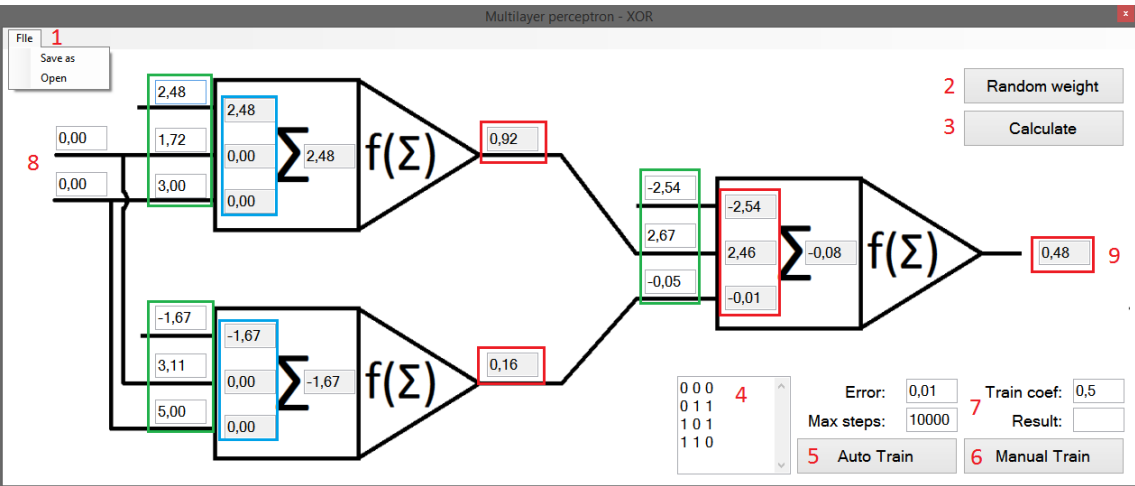 Multilayer perceptron - XOR
x
FIle 1
Save as
Open
2,48
1,72
3,00
2,48
0,00
0,00
Σ 2,48
f(Σ)
0,92
0,00
0,00
8
2 Random weight
3 Calculate
-2,54
2,67
-0,05
-2,54
2,46
-0,01
Σ -0,08
f(Σ)
0,48 9
-1,67
3,11
5,00
-1,67
0,00
0,00
Σ -1,67
f(Σ)
0,16
0 0 0
0 1 1
1 0 1
1 1 0
4
Error: 0,01
Train coef: 0,5
7
Max steps: 10000
Result:
5 Auto Train
6 Manual Train